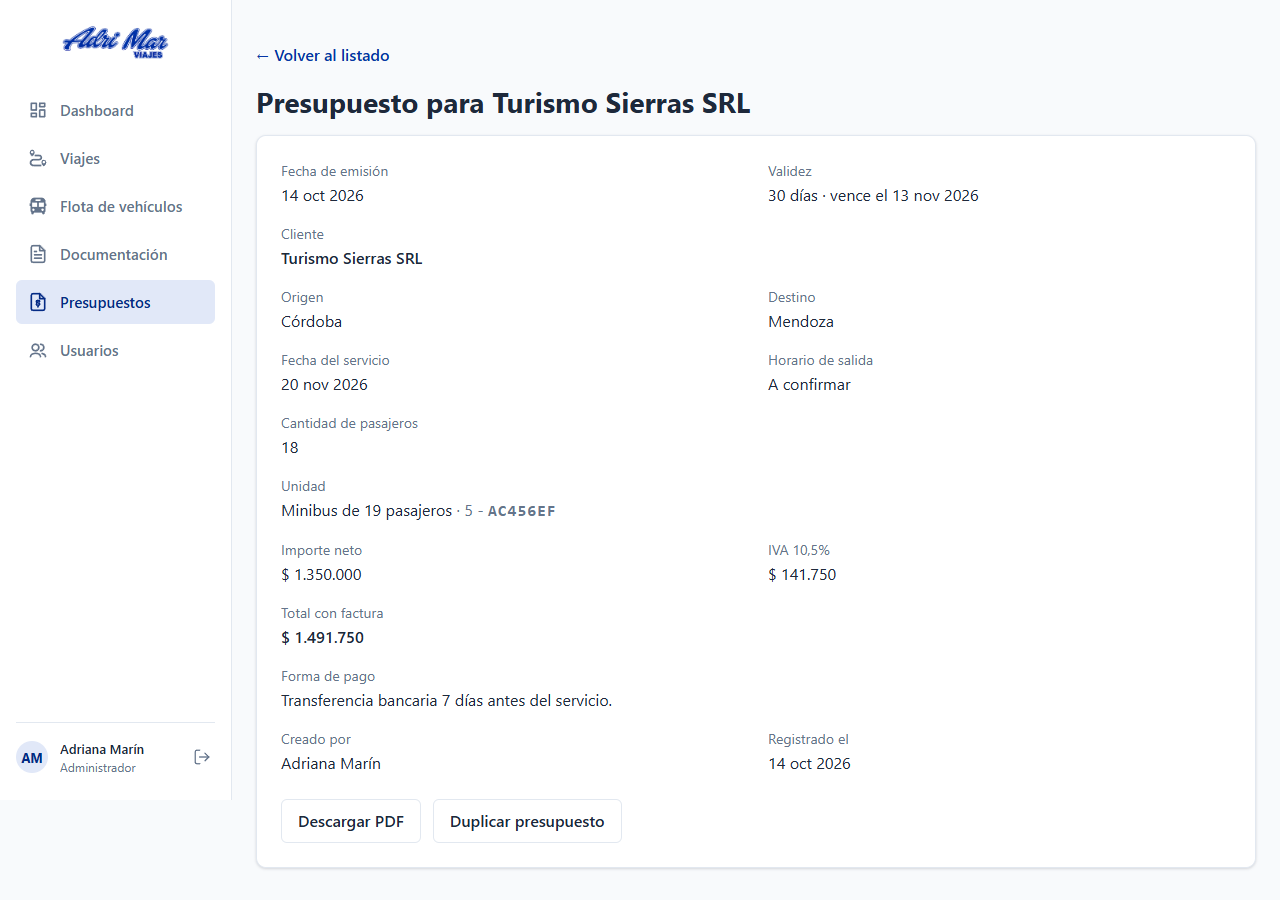 Adri Mar
VIAJES
Dashboard
Viajes
Flota de vehículos
Documentación
Presupuestos
Usuarios
AM
Adriana Marín
Administrador
← Volver al listado
Presupuesto para Turismo Sierras SRL
Fecha de emisión
14 oct 2026
Validez
30 días · vence el 13 nov 2026
Cliente
Turismo Sierras SRL
Origen
Córdoba
Destino
Mendoza
Fecha del servicio
20 nov 2026
Horario de salida
A confirmar
Cantidad de pasajeros
18
Unidad
Minibus de 19 pasajeros · 5 - AC456EF
Importe neto
$ 1.350.000
IVA 10,5%
$ 141.750
Total con factura
$ 1.491.750
Forma de pago
Transferencia bancaria 7 días antes del servicio.
Creado por
Adriana Marín
Registrado el
14 oct 2026
Descargar PDF
Duplicar presupuesto